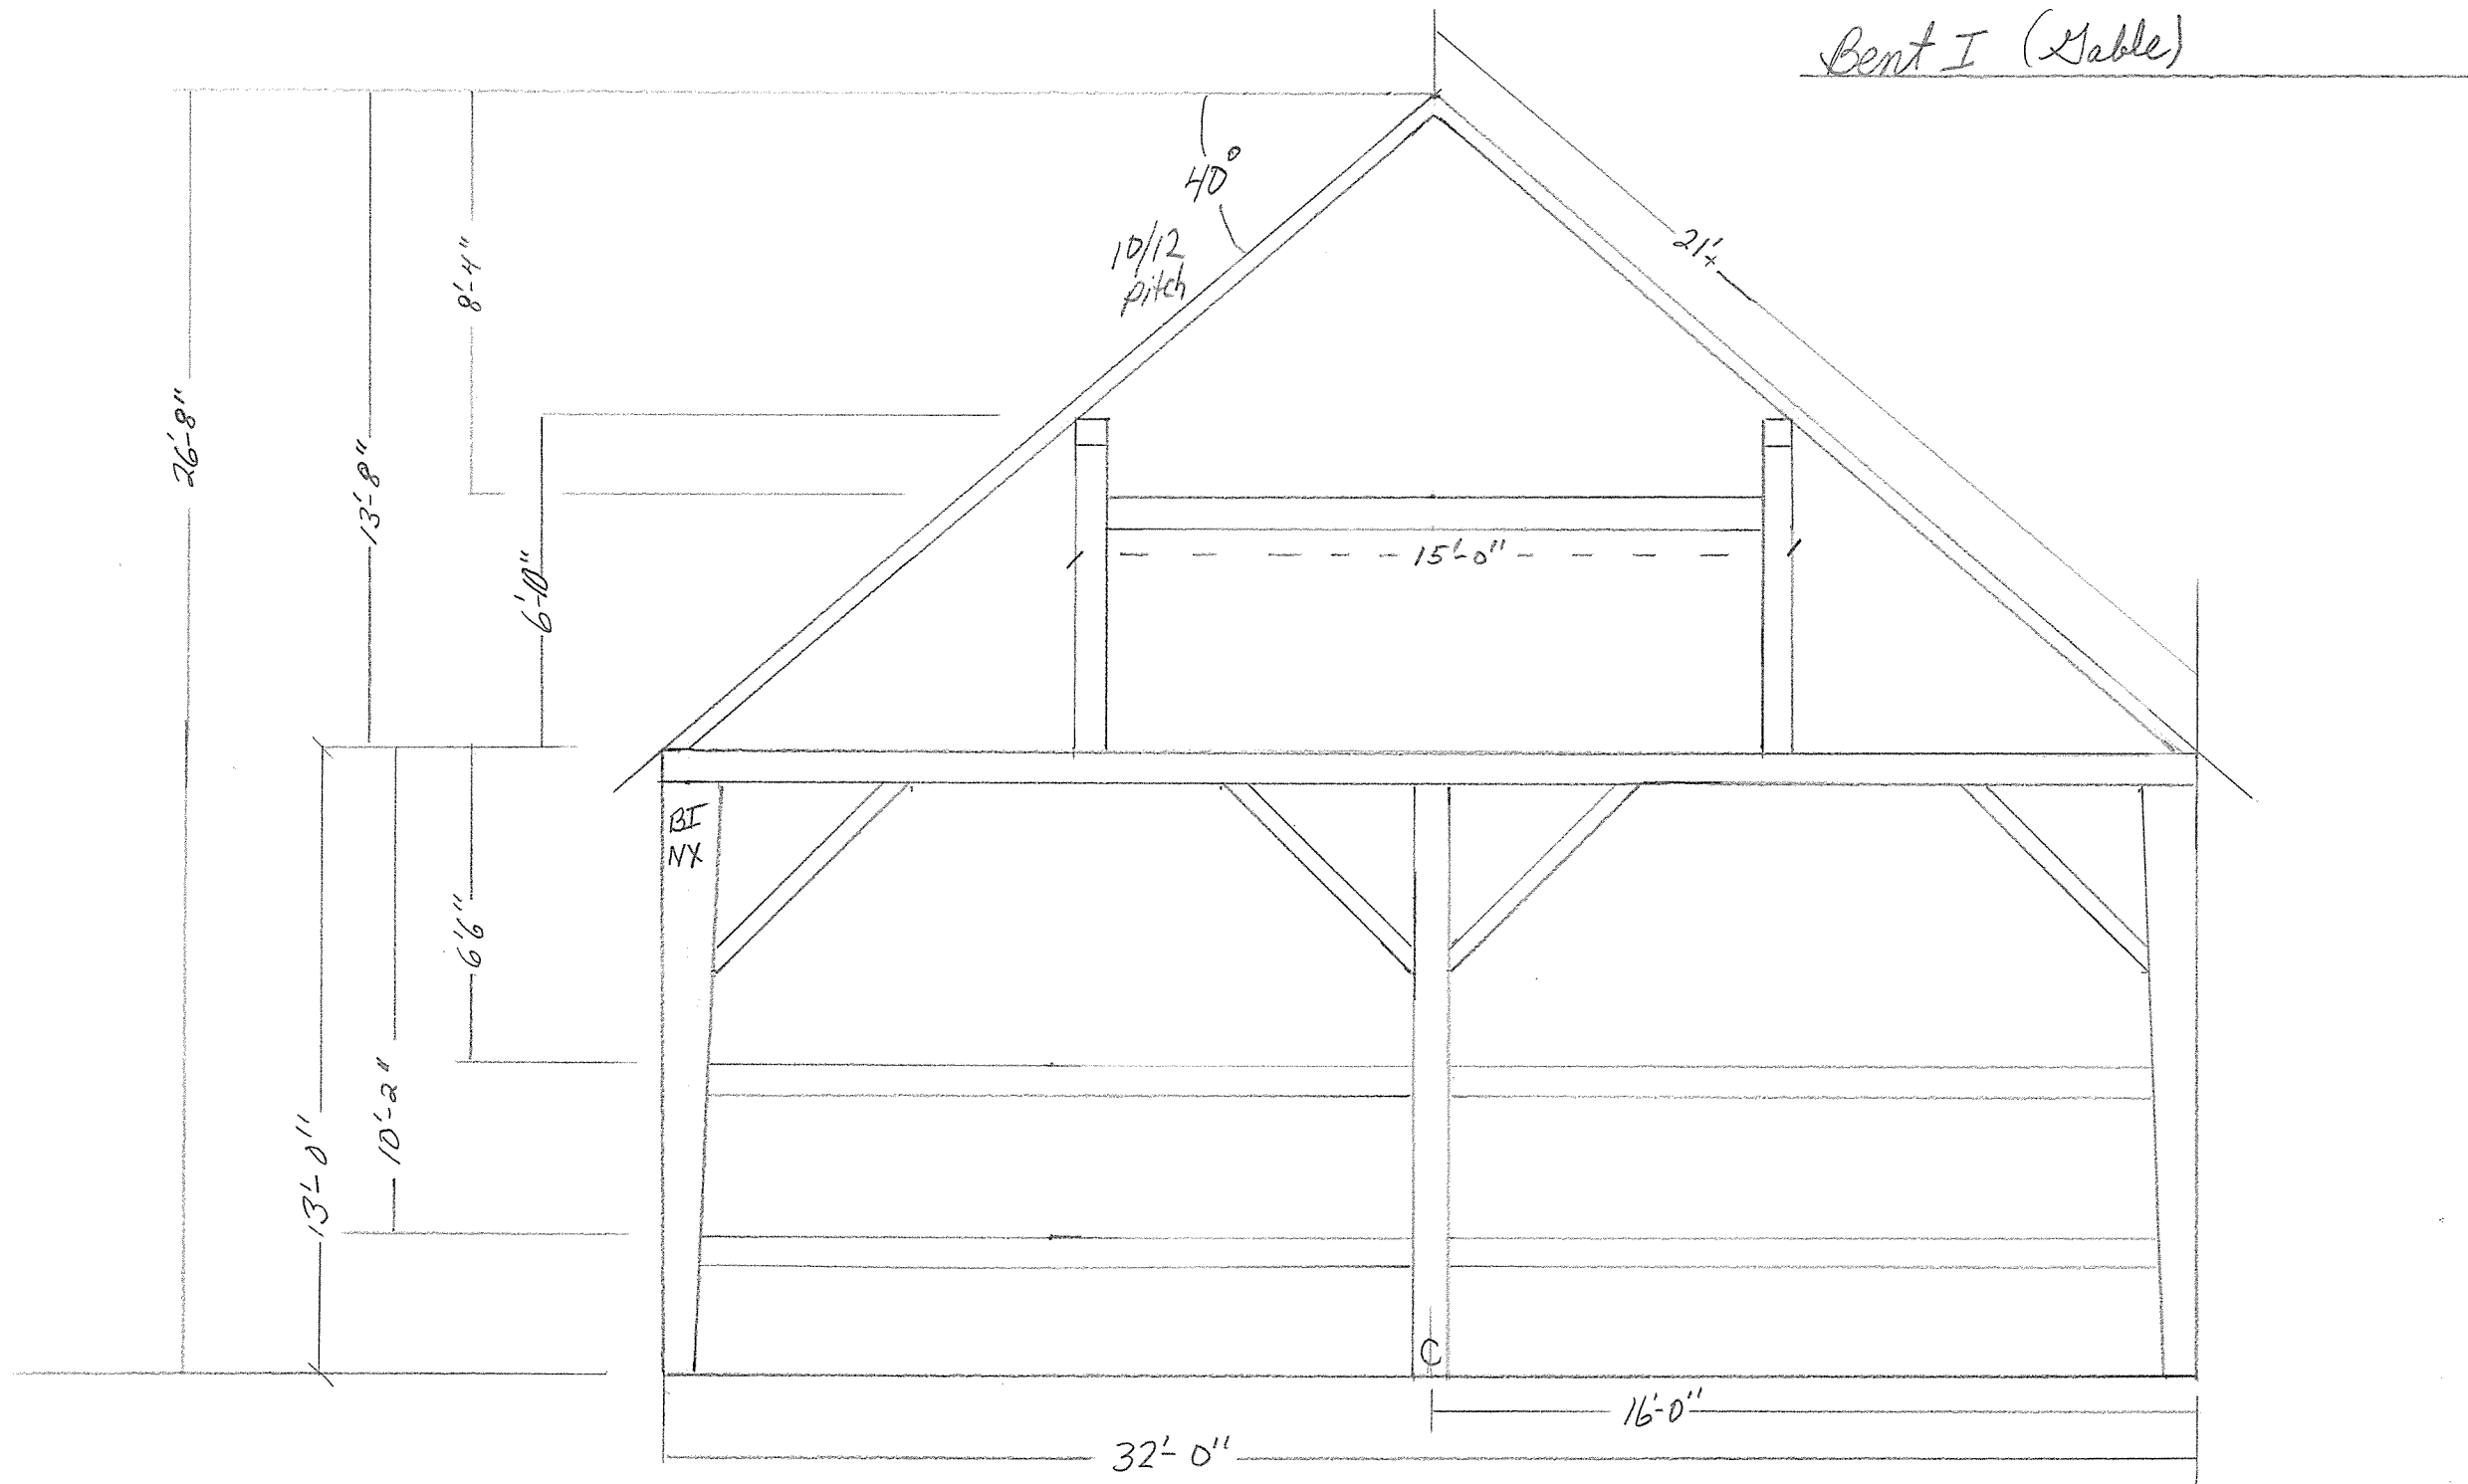 Bent I (Gable)
40°
10/12
pitch
21'±
8'-4"
26'-8"
13'-8"
6'-10"
15'-0"
BI
NX
6'6"
10'-2"
13'-0"
C
16'-0"
32'-0"